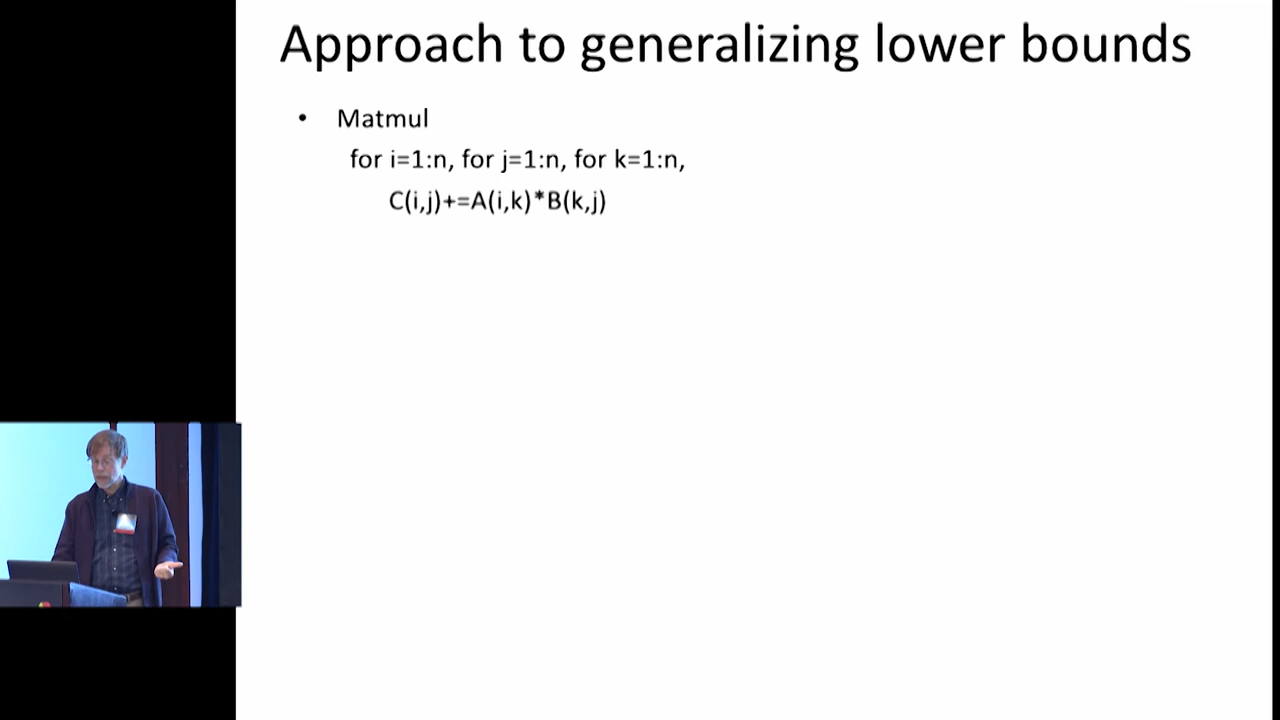 Approach to generalizing lower bounds
• Matmul
for i=1:n, for j=1:n, for k=1:n,
C(i,j)+=A(i,k)*B(k,j)